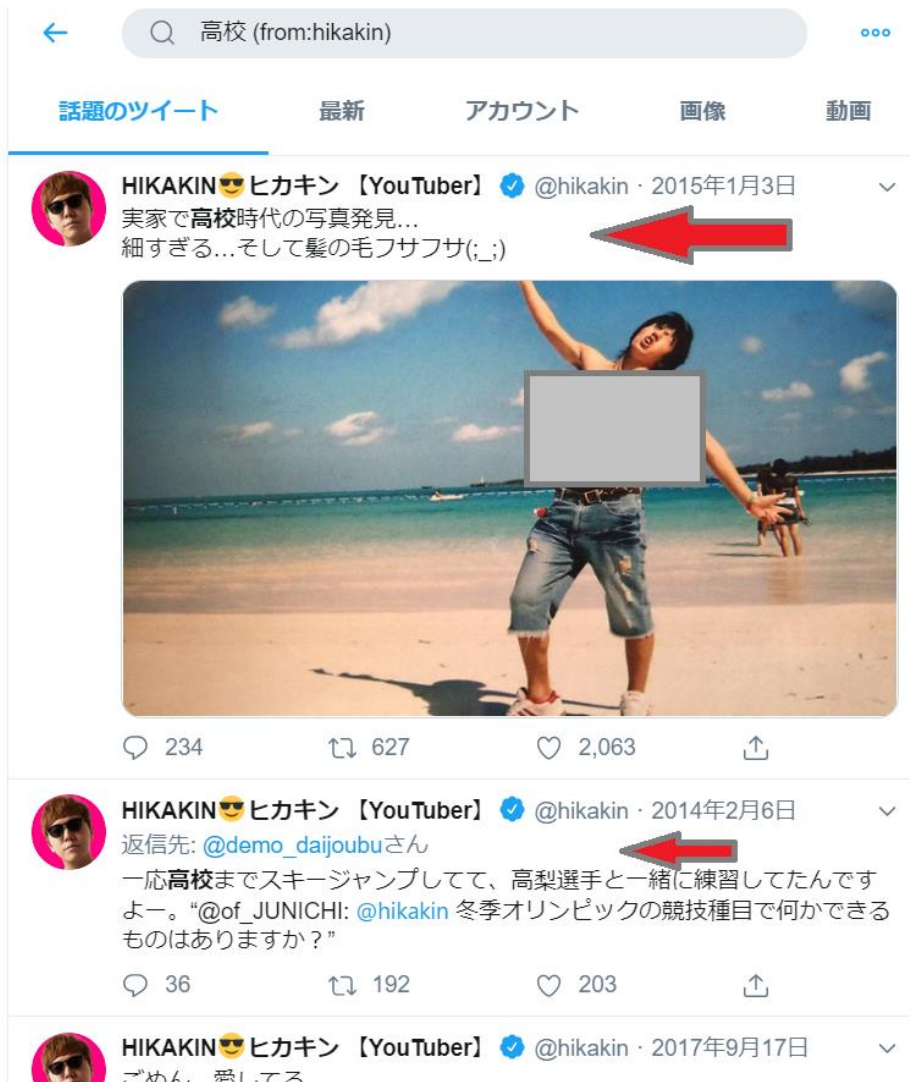 高校 (from:hikakin)
話題のツイート 最新 アカウント 画像 動画
HIKAKIN😎ヒカキン 【YouTuber】 @hikakin · 2015年1月3日
実家で高校時代の写真発見…
細すぎる…そして髪の毛フサフサ(;_;)
234 627 2,063
HIKAKIN😎ヒカキン 【YouTuber】 @hikakin · 2014年2月6日
返信先: @demo_daijoubuさん
一応高校までスキージャンプしてて、高梨選手と一緒に練習してたんです
よー。“@of_JUNICHI: @hikakin 冬季オリンピックの競技種目で何かできる
ものはありますか？”
36 192 203
HIKAKIN😎ヒカキン 【YouTuber】 @hikakin · 2017年9月17日
ごめん、愛してる